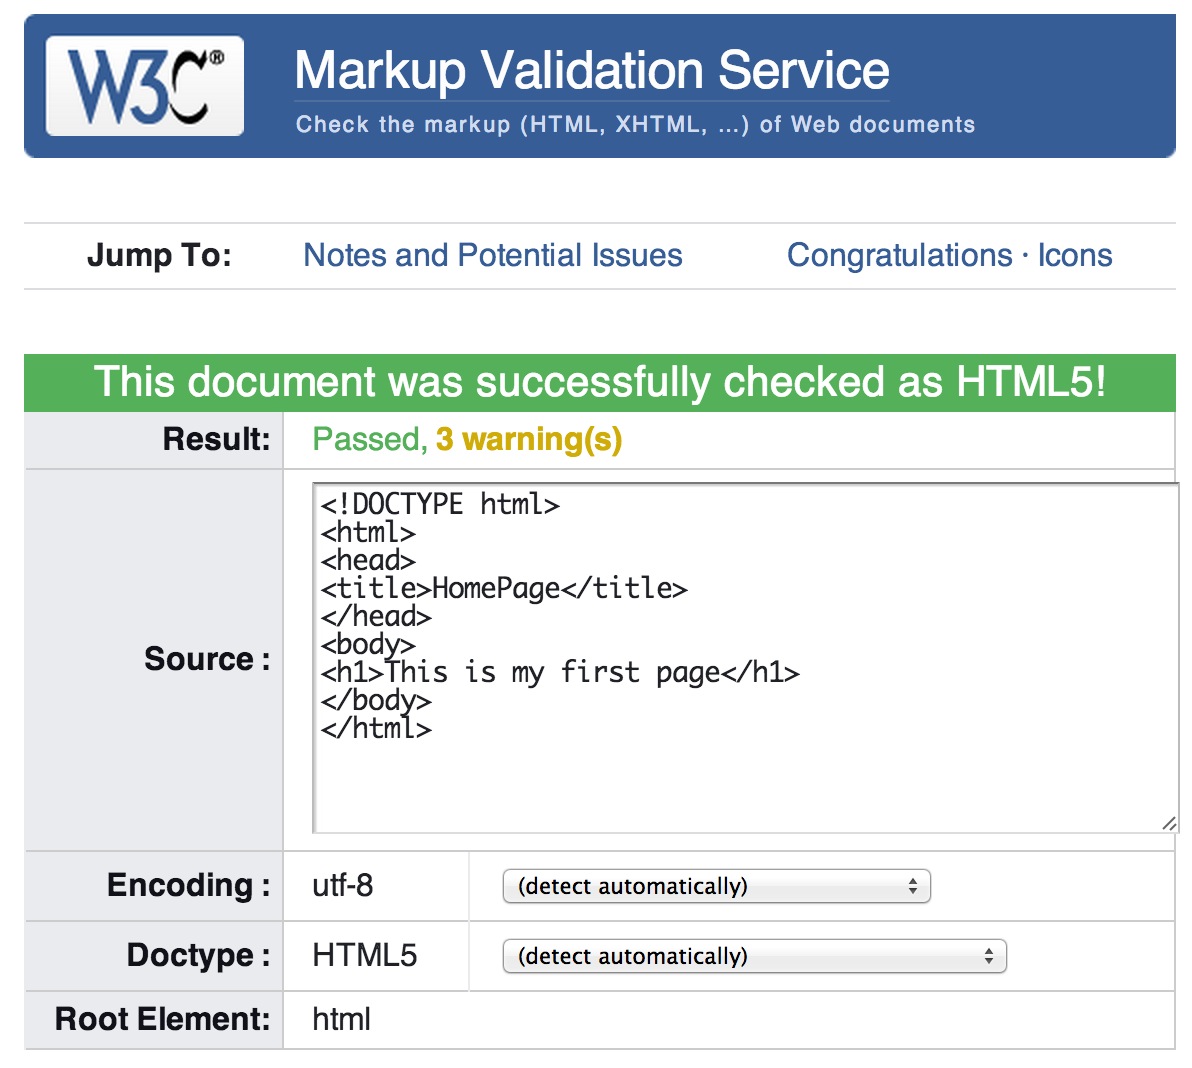 W3C®
Markup Validation Service
Check the markup (HTML, XHTML, ...) of Web documents
Jump To: Notes and Potential Issues Congratulations · Icons
This document was successfully checked as HTML5!
Result: Passed, 3 warning(s)
Source :
<!DOCTYPE html>
<html>
<head>
<title>HomePage</title>
</head>
<body>
<h1>This is my first page</h1>
</body>
</html>
Encoding : utf-8 (detect automatically)
Doctype : HTML5 (detect automatically)
Root Element: html